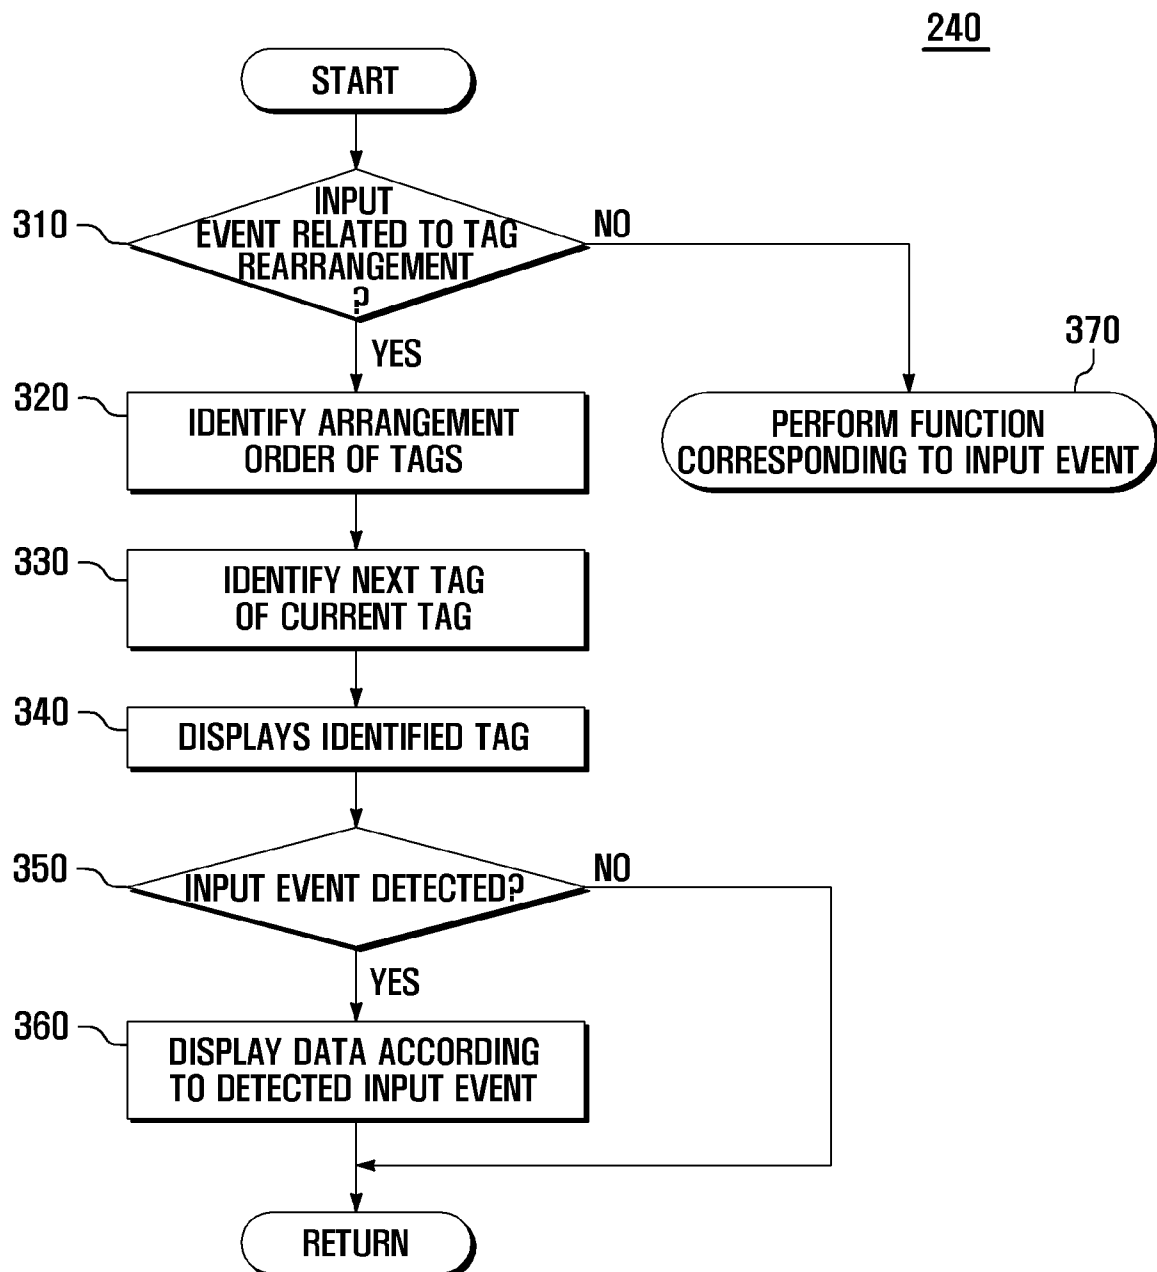 240
START
310
INPUT
EVENT RELATED TO TAG
REARRANGEMENT
?
NO
YES
370
PERFORM FUNCTION
CORRESPONDING TO INPUT EVENT
320
IDENTIFY ARRANGEMENT
ORDER OF TAGS
330
IDENTIFY NEXT TAG
OF CURRENT TAG
340
DISPLAYS IDENTIFIED TAG
350
INPUT EVENT DETECTED?
NO
YES
360
DISPLAY DATA ACCORDING
TO DETECTED INPUT EVENT
RETURN